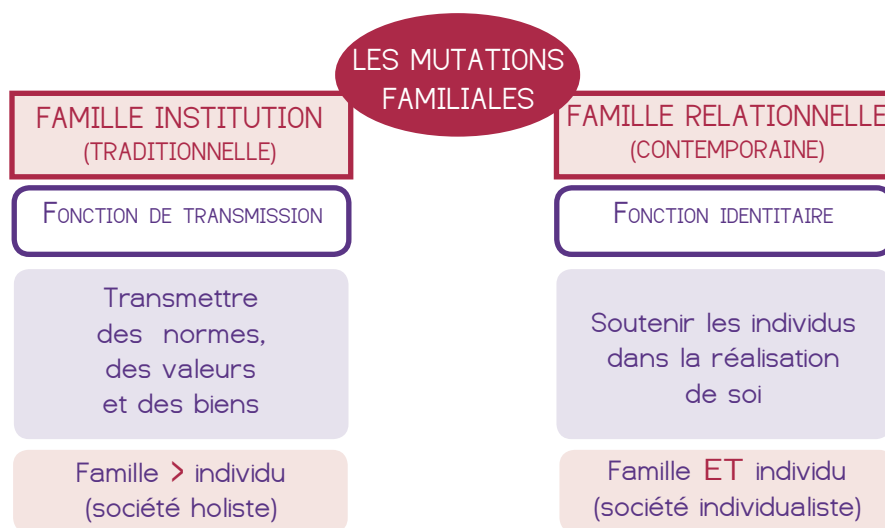 LES MUTATIONS
FAMILIALES
FAMILLE INSTITUTION
(TRADITIONNELLE)
FONCTION DE TRANSMISSION
Transmettre
des normes,
des valeurs
et des biens
Famille > individu
(société holiste)
FAMILLE RELATIONNELLE
(CONTEMPORAINE)
FONCTION IDENTITAIRE
Soutenir les individus
dans la réalisation
de soi
Famille ET individu
(société individualiste)